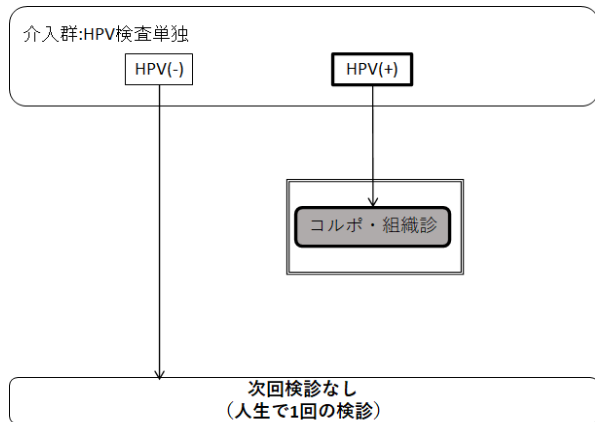 介入群:HPV検査単独
HPV(-)
HPV(+)
コルポ・組織診
次回検診なし
（人生で1回の検診）